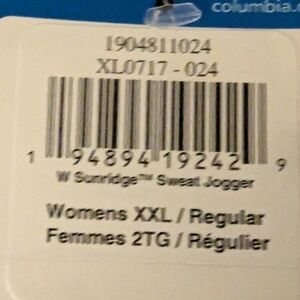 columbia.
1904811024
XL0717 - 024
1 94894 19242 9
W Sunridge™ Sweat Jogger
Womens XXL / Regular
Femmes 2TG / Régulier